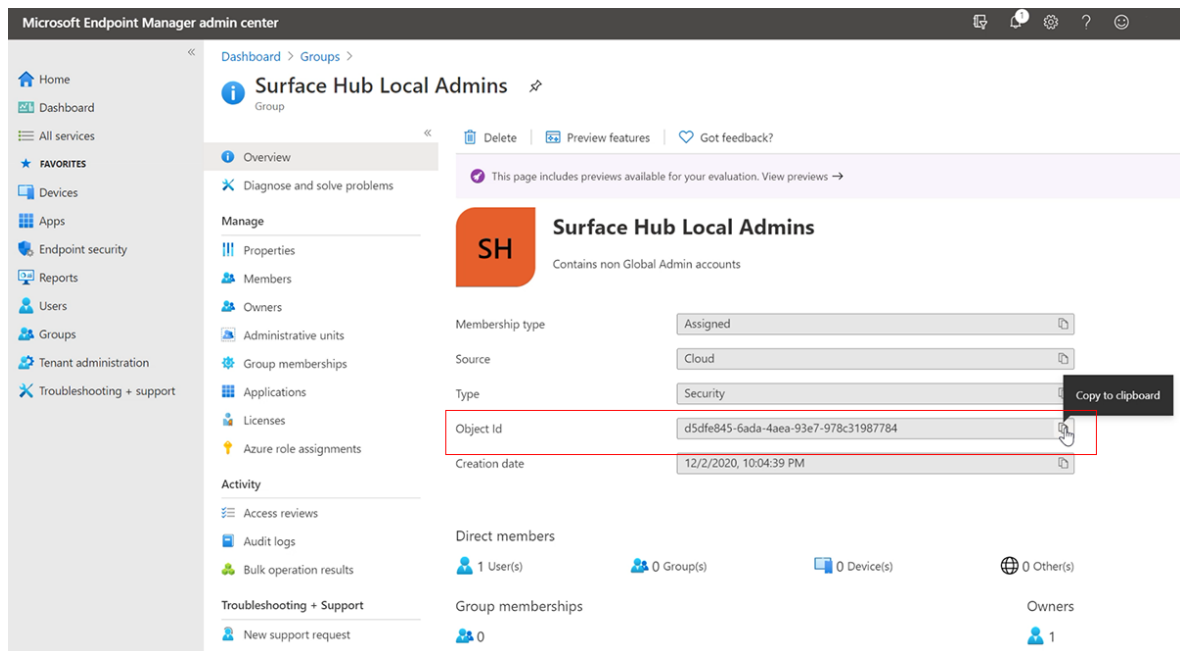 Microsoft Endpoint Manager admin center
1
?
«
Home
Dashboard
All services
FAVORITES
Devices
Apps
Endpoint security
Reports
Users
Groups
Tenant administration
Troubleshooting + support
Dashboard > Groups >
Surface Hub Local Admins
Group
«
Overview
Diagnose and solve problems
Manage
Properties
Members
Owners
Administrative units
Group memberships
Applications
Licenses
Azure role assignments
Activity
Access reviews
Audit logs
Bulk operation results
Troubleshooting + Support
New support request
Delete
Preview features
Got feedback?
This page includes previews available for your evaluation. View previews →
SH
Surface Hub Local Admins
Contains non Global Admin accounts
Membership type Assigned
Source Cloud
Type Security
Copy to clipboard
Object Id d5dfe845-6ada-4aea-93e7-978c31987784
Creation date 12/2/2020, 10:04:39 PM
Direct members
1 User(s) 0 Group(s) 0 Device(s) 0 Other(s)
Group memberships Owners
0 1